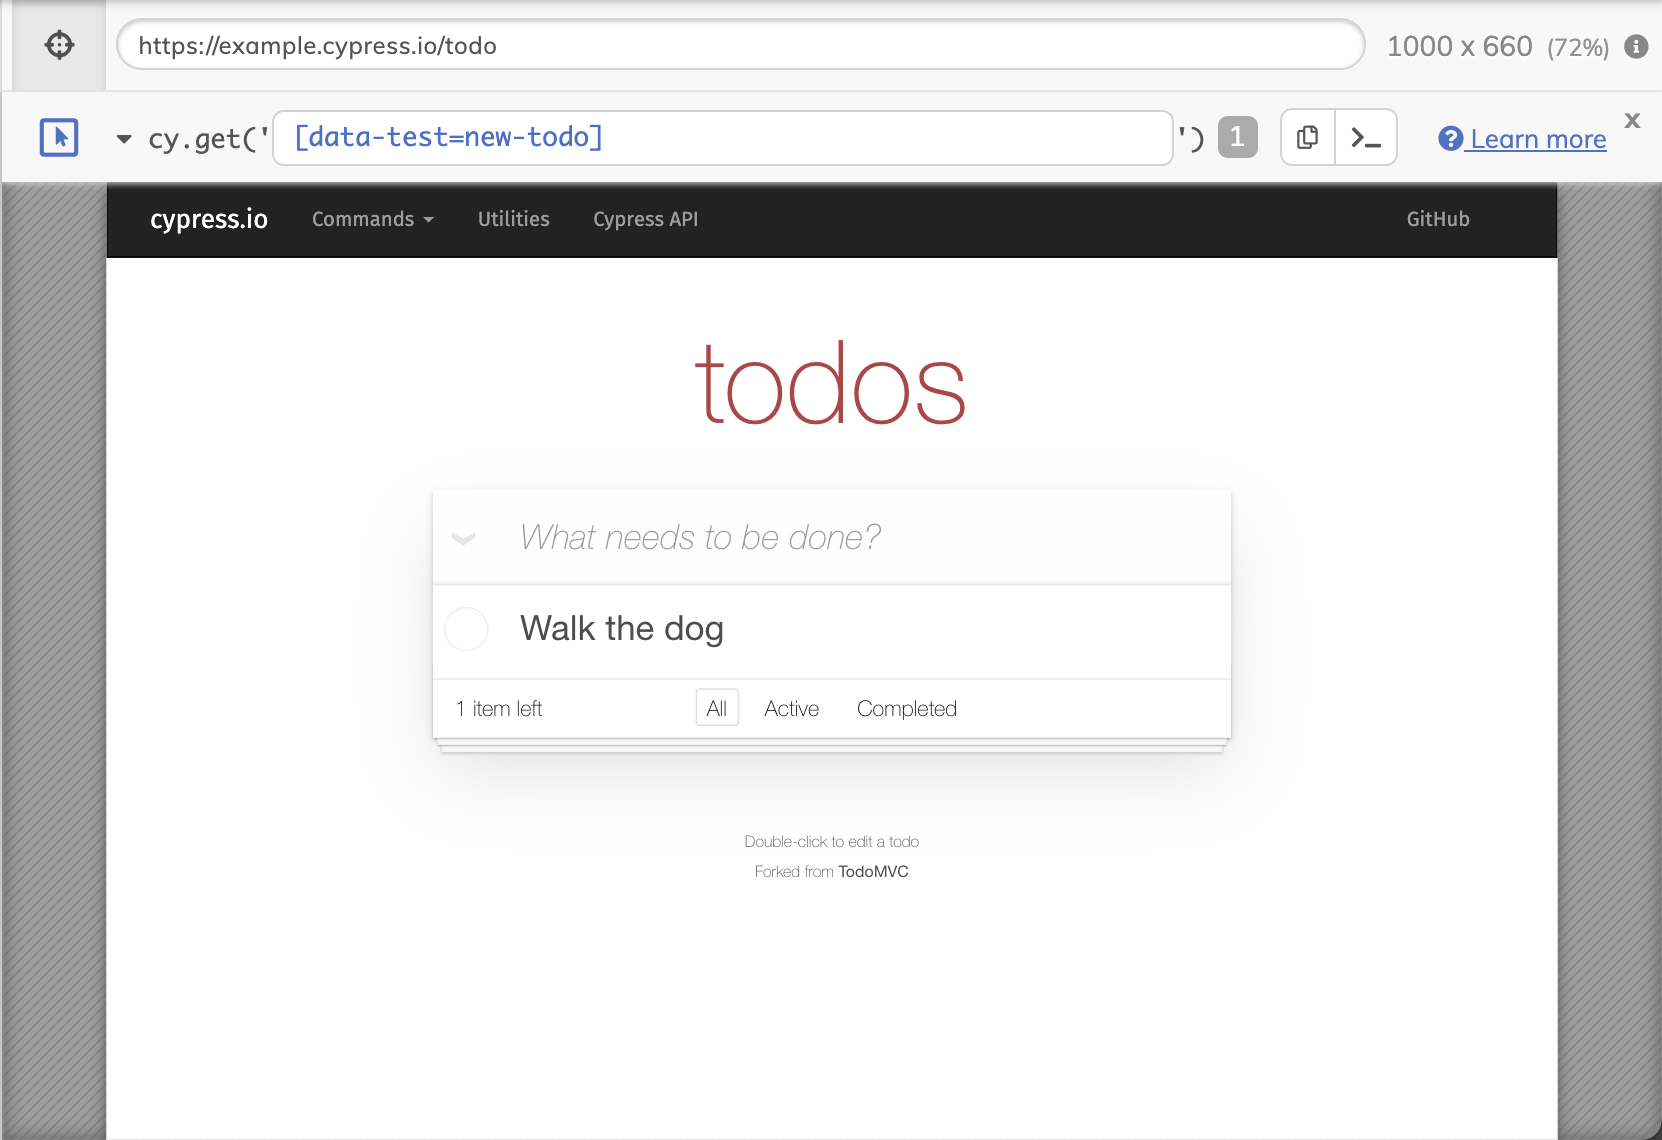 https://example.cypress.io/todo
1000 x 660 (72%)
cy.get('[data-test=new-todo]') 1 Learn more x
cypress.io Commands Utilities Cypress API GitHub
todos
What needs to be done?
Walk the dog
1 item left All Active Completed
Double-click to edit a todo
Forked from TodoMVC